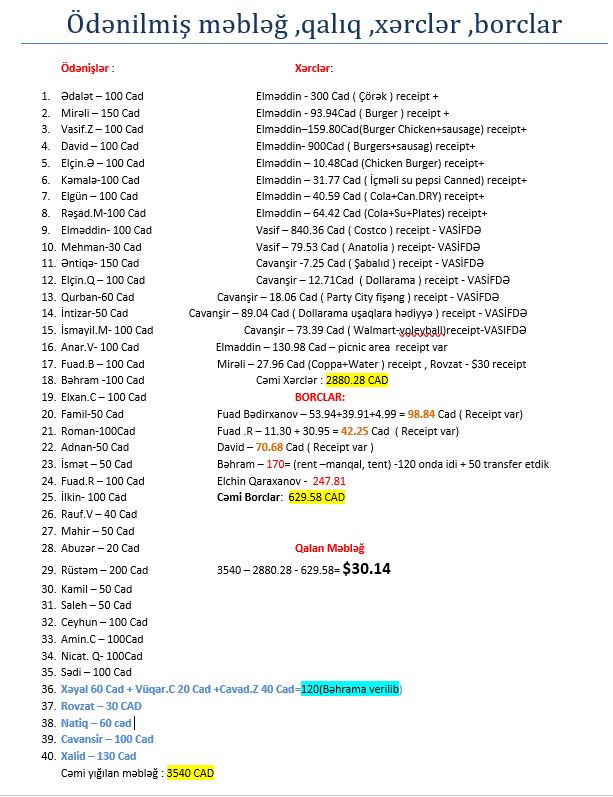 Ödənilmiş məbləğ ,qalıq ,xərclər ,borclar
Ödənişlər : Xərclər:
1. Ədalət – 100 Cad Elməddin - 300 Cad ( Çörək ) receipt +
2. Mirəli – 150 Cad Elməddin - 93.94Cad ( Burger ) receipt +
3. Vasif.Z – 100 Cad Elməddin–159.80Cad(Burger Chicken+sausage) receipt+
4. David – 100 Cad Elməddin- 900Cad ( Burgers+sausag) receipt+
5. Elçin.Ə – 100 Cad Elməddin – 10.48Cad (Chicken Burger) receipt+
6. Kəmalə-100 Cad Elməddin – 31.77 Cad ( İçməli su pepsi Canned) receipt+
7. Elgün – 100 Cad Elməddin – 40.59 Cad ( Cola+Can.DRY) receipt+
8. Rəşad.M-100 Cad Elməddin – 64.42 Cad (Cola+Su+Plates) receipt+
9. Elməddin- 100 Cad Vasif – 840.36 Cad ( Costco ) receipt - VASİFDƏ
10. Mehman-30 Cad Vasif – 79.53 Cad ( Anatolia ) receipt- VASİFDƏ
11. Əntiqə- 150 Cad Cavanşir -7.25 Cad ( Şabalıd ) receipt - VASİFDƏ
12. Elçin.Q – 100 Cad Cavanşir – 12.71Cad ( Dollarama ) receipt - VASİFDƏ
13. Qurban-60 Cad Cavanşir – 18.06 Cad ( Party City fişəng ) receipt - VASİFDƏ
14. İntizar-50 Cad Cavanşir – 89.04 Cad ( Dollarama uşaqlara hədiyyə ) receipt - VASİFDƏ
15. İsmayil.M- 100 Cad Cavanşir – 73.39 Cad ( Walmart-voleyball)receipt-VASIFDƏ
16. Anar.V- 100 Cad Elmaddin – 130.98 Cad – picnic area receipt var
17. Fuad.B – 100 Cad Mirəli – 27.96 Cad (Coppa+Water ) receipt , Rovzat - $30 receipt
18. Bəhram -100 Cad Cəmi Xərclər : 2880.28 CAD
19. Elxan.C – 100 Cad BORCLAR:
20. Famil-50 Cad Fuad Bədirxanov – 53.94+39.91+4.99 = 98.84 Cad ( Receipt var)
21. Roman-100Cad Fuad .R – 11.30 + 30.95 = 42.25 Cad ( Receipt var)
22. Adnan-50 Cad David – 70.68 Cad ( Receipt var )
23. İsmət – 50 Cad Bəhram – 170= (rent –manqal, tent) -120 onda idi + 50 transfer etdik
24. Fuad.R – 100 Cad Elchin Qaraxanov - 247.81
25. İlkin- 100 Cad Cəmi Borclar: 629.58 CAD
26. Rauf.V – 40 Cad
27. Mahir – 50 Cad
28. Abuzər – 20 Cad Qalan Məbləğ
29. Rüstəm – 200 Cad 3540 – 2880.28 - 629.58= $30.14
30. Kamil – 50 Cad
31. Saleh – 50 Cad
32. Ceyhun – 100 Cad
33. Amin.C – 100Cad
34. Nicat. Q- 100Cad
35. Sədi – 100 Cad
36. Xəyal 60 Cad + Vüqar.C 20 Cad +Cavad.Z 40 Cad=120(Bəhrama verilib)
37. Rovzat – 30 CAD
38. Natiq – 60 cad
39. Cavansir – 100 Cad
40. Xalid – 130 Cad
Cəmi yığılan məbləğ : 3540 CAD